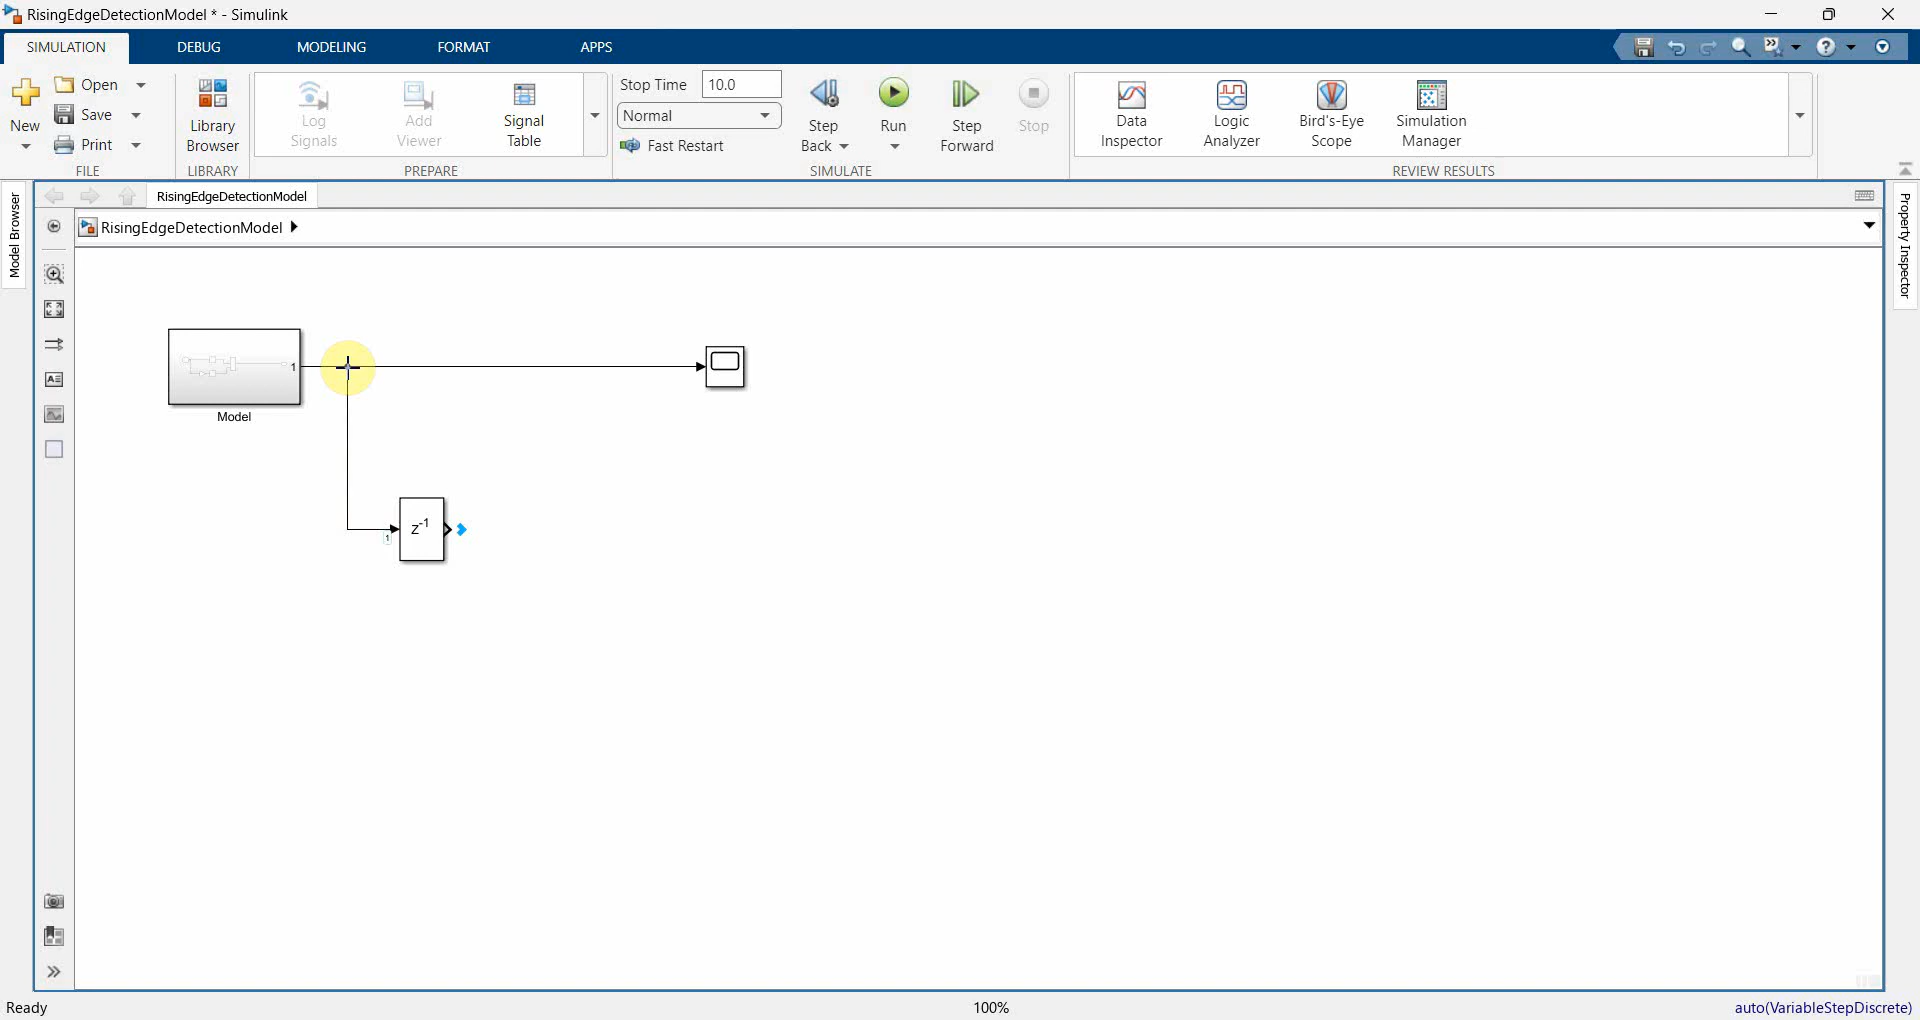 RisingEdgeDetectionModel * - Simulink
SIMULATION DEBUG MODELING FORMAT APPS
New
Open
Save
Print
FILE
Library
Browser
LIBRARY
Log
Signals
Add
Viewer
Signal
Table
PREPARE
Stop Time 10.0
Normal
Fast Restart
Step
Back
Run
Step
Forward
Stop
SIMULATE
Data
Inspector
Logic
Analyzer
Bird's-Eye
Scope
Simulation
Manager
REVIEW RESULTS
Model Browser
RisingEdgeDetectionModel
RisingEdgeDetectionModel
Property Inspector
1
Model
z-1
1
Ready 100% auto(VariableStepDiscrete)